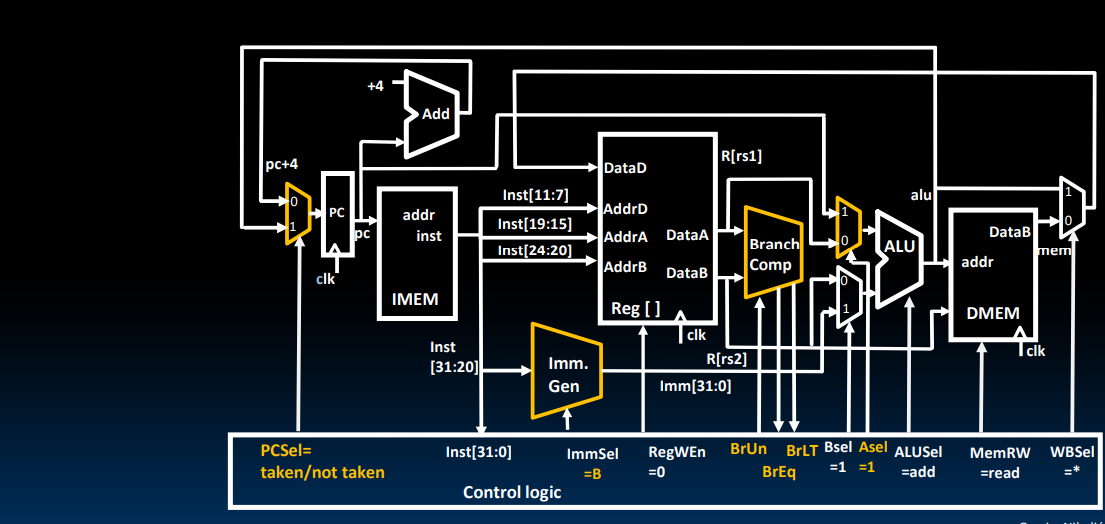 +4
Add
pc+4
0
1
PC
pc
clk
addr
inst
IMEM
Inst[11:7]
Inst[19:15]
Inst[24:20]
DataD
AddrD
AddrA
AddrB
DataA
DataB
Reg [ ]
clk
R[rs1]
Branch
Comp
R[rs2]
1
0
0
1
ALU
alu
DataB
addr
DMEM
clk
mem
1
0
Inst
[31:20]
Imm.
Gen
Imm[31:0]
PCSel=
taken/not taken
Inst[31:0]
ImmSel
=B
RegWEn
=0
BrUn
BrEq
BrLT
Bsel
=1
Asel
=1
ALUSel
=add
MemRW
=read
WBSel
=*
Control logic